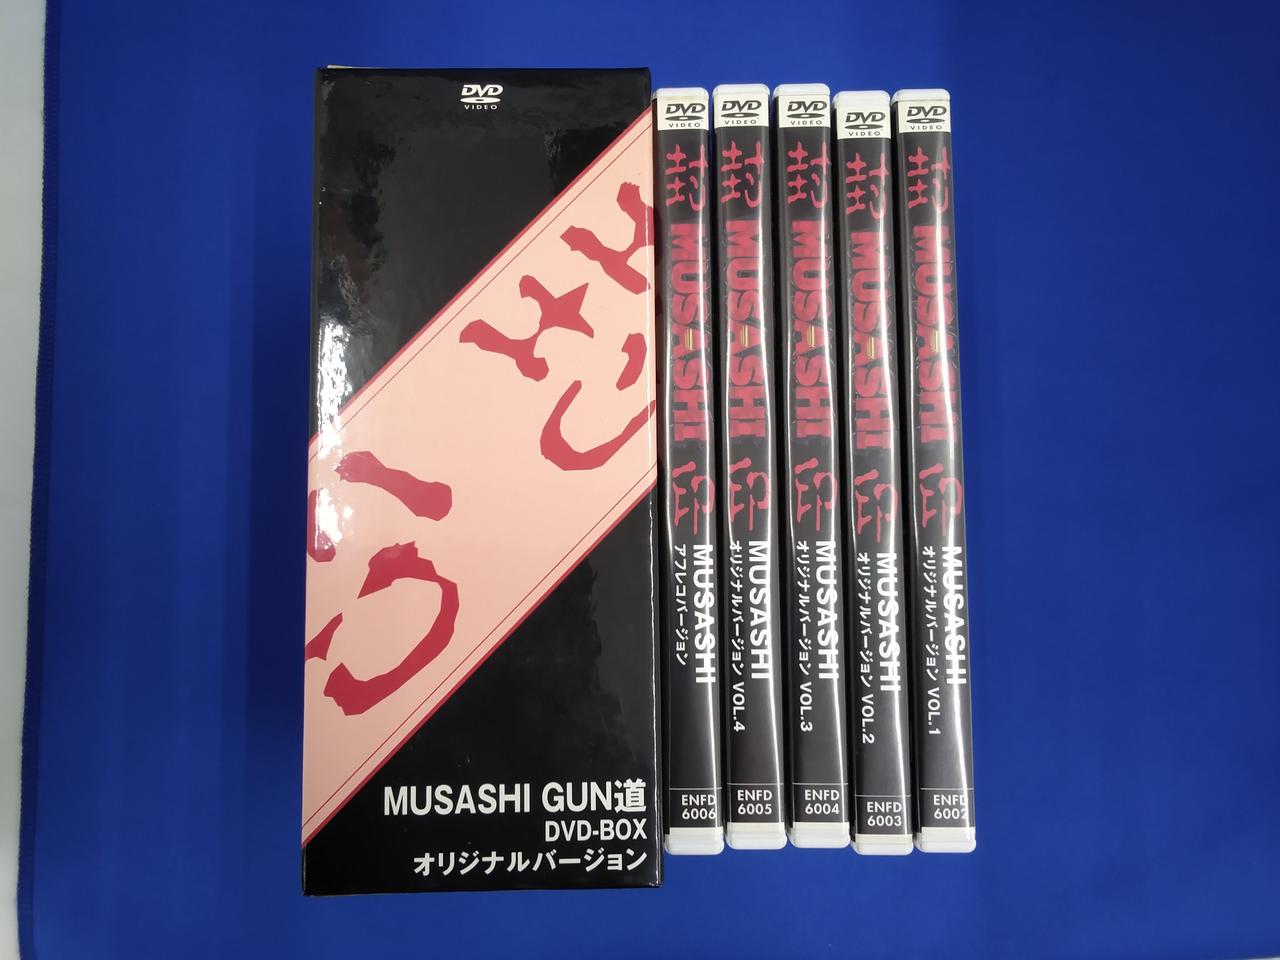 DVD
VIDEO
MUSASHI GUN道
DVD-BOX
オリジナルバージョン
DVD
VIDEO
MUSASHI
MUSASHI
アフレコバージョン
ENFD
6006
DVD
VIDEO
MUSASHI
MUSASHI
オリジナルバージョン VOL.4
ENFD
6005
DVD
VIDEO
MUSASHI
MUSASHI
オリジナルバージョン VOL.3
ENFD
6004
DVD
VIDEO
MUSASHI
MUSASHI
オリジナルバージョン VOL.2
ENFD
6003
DVD
VIDEO
MUSASHI
MUSASHI
オリジナルバージョン VOL.1
ENFD
6002